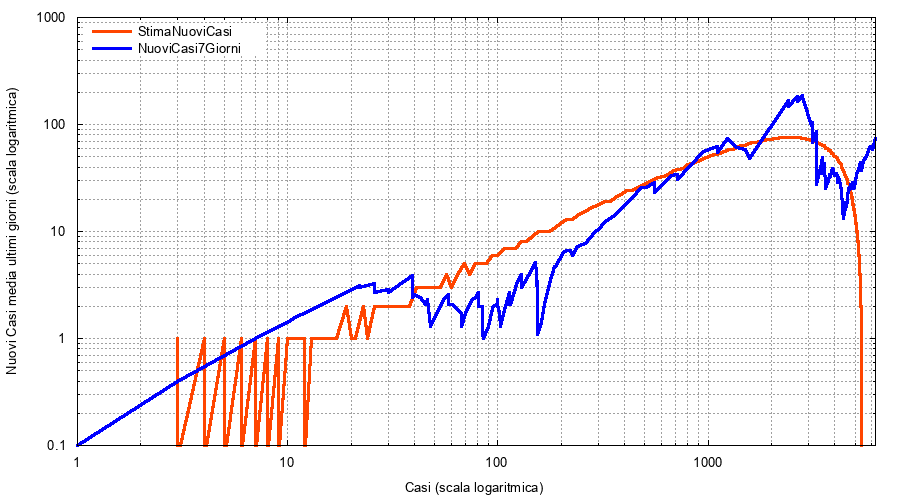 1000
StimaNuoviCasi
NuoviCasi7Giorni
100
10
1
0.1
Nuovi Casi media ultimi giorni (scala logaritmica)
1 10 100 1000
Casi (scala logaritmica)